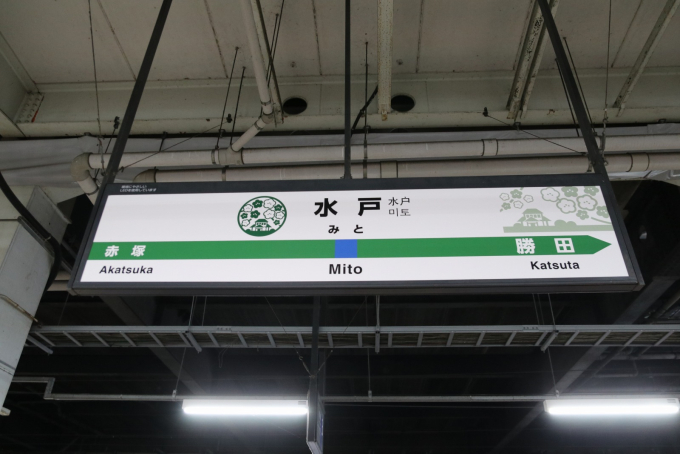 水戸
水户
미토
みと
赤塚
勝田
Akatsuka
Mito
Katsuta